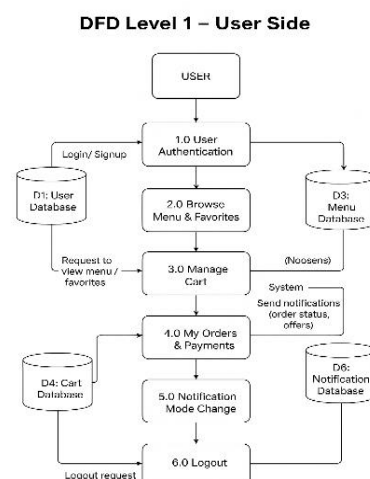 DFD Level 1 – User Side
USER
1.0 User
Authentication
Login/ Signup
D1: User
Database
2.0 Browse
Menu & Favorites
D3: Menu
Database
Request to
view menu /
favorites
3.0 Manage
Cart
(Noosens)
System
Send notifications
(order status,
offers)
4.0 My Orders
& Payments
D4: Cart
Database
5.0 Notification
Mode Change
D6:
Notification
Database
6.0 Logout
Logout request